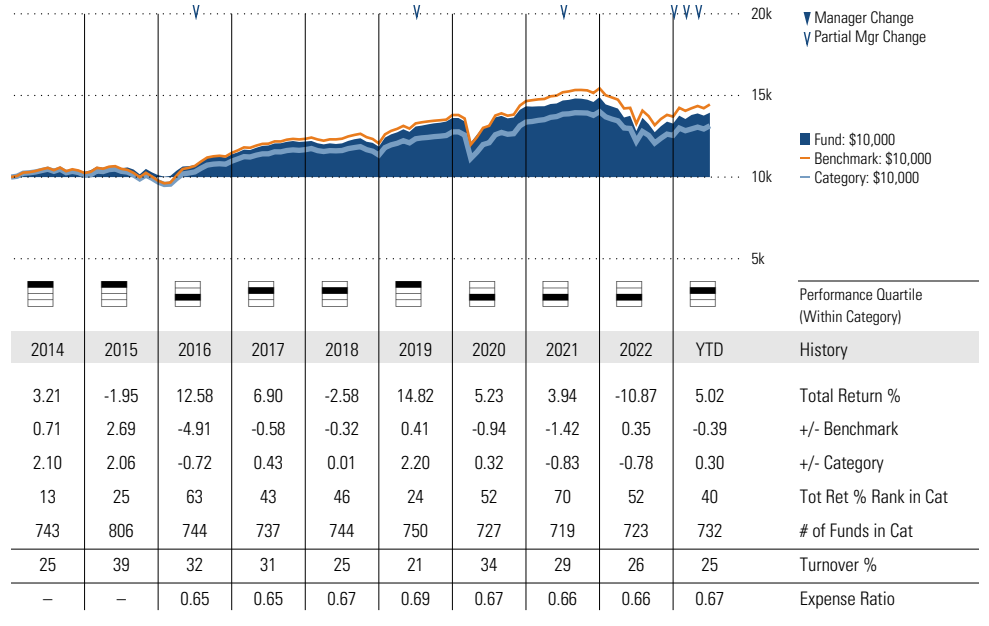 20k
Manager Change
Partial Mgr Change
15k
Fund: $10,000
Benchmark: $10,000
Category: $10,000
10k
5k
Performance Quartile
(Within Category)
2014 2015 2016 2017 2018 2019 2020 2021 2022 YTD History
3.21 -1.95 12.58 6.90 -2.58 14.82 5.23 3.94 -10.87 5.02 Total Return %
0.71 2.69 -4.91 -0.58 -0.32 0.41 -0.94 -1.42 0.35 -0.39 +/- Benchmark
2.10 2.06 -0.72 0.43 0.01 2.20 0.32 -0.83 -0.78 0.30 +/- Category
13 25 63 43 46 24 52 70 52 40 Tot Ret % Rank in Cat
743 806 744 737 744 750 727 719 723 732 # of Funds in Cat
25 39 32 31 25 21 34 29 26 25 Turnover %
– – 0.65 0.65 0.67 0.69 0.67 0.66 0.66 0.67 Expense Ratio